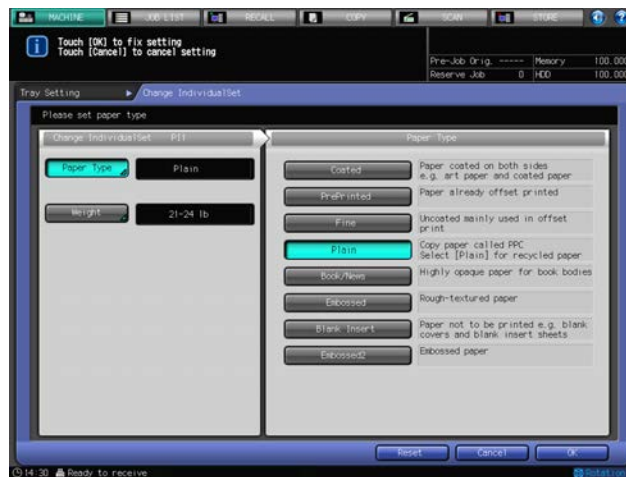 MACHINE JOB LIST RECALL COPY SCAN STORE
Touch [OK] to fix setting
Touch [Cancel] to cancel setting
Pre-Job Orig. ----- Memory 100.000
Reserve Job 0 HDD 100.000
Tray Setting Change IndividualSet
Please set paper type
Change IndividualSet PI1
Paper Type Plain
Weight 21-24 lb
Paper Type
Coated
Paper coated on both sides
e.g. art paper and coated paper
PrePrinted
Paper already offset printed
Fine
Uncoated mainly used in offset
print
Plain
Copy paper called PPC
Select [Plain] for recycled paper
Book/News
Highly opaque paper for book bodies
Embossed
Rough-textured paper
Blank Insert
Paper not to be printed e.g. blank
covers and blank insert sheets
Embossed2
Embossed paper
Reset Cancel OK
14:30 Ready to receive Rotation